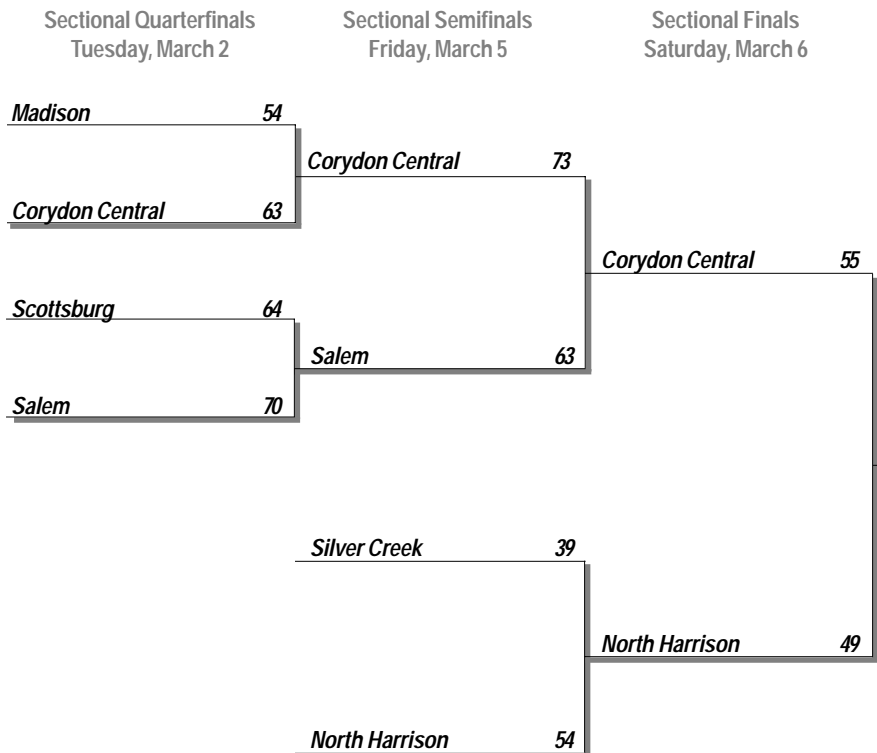 Sectional Quarterfinals Sectional Semifinals Sectional Finals
Tuesday, March 2 Friday, March 5 Saturday, March 6
Madison 54
Corydon Central 73
Corydon Central 63
Corydon Central 55
Scottsburg 64
Salem 63
Salem 70
Silver Creek 39
North Harrison 49
North Harrison 54